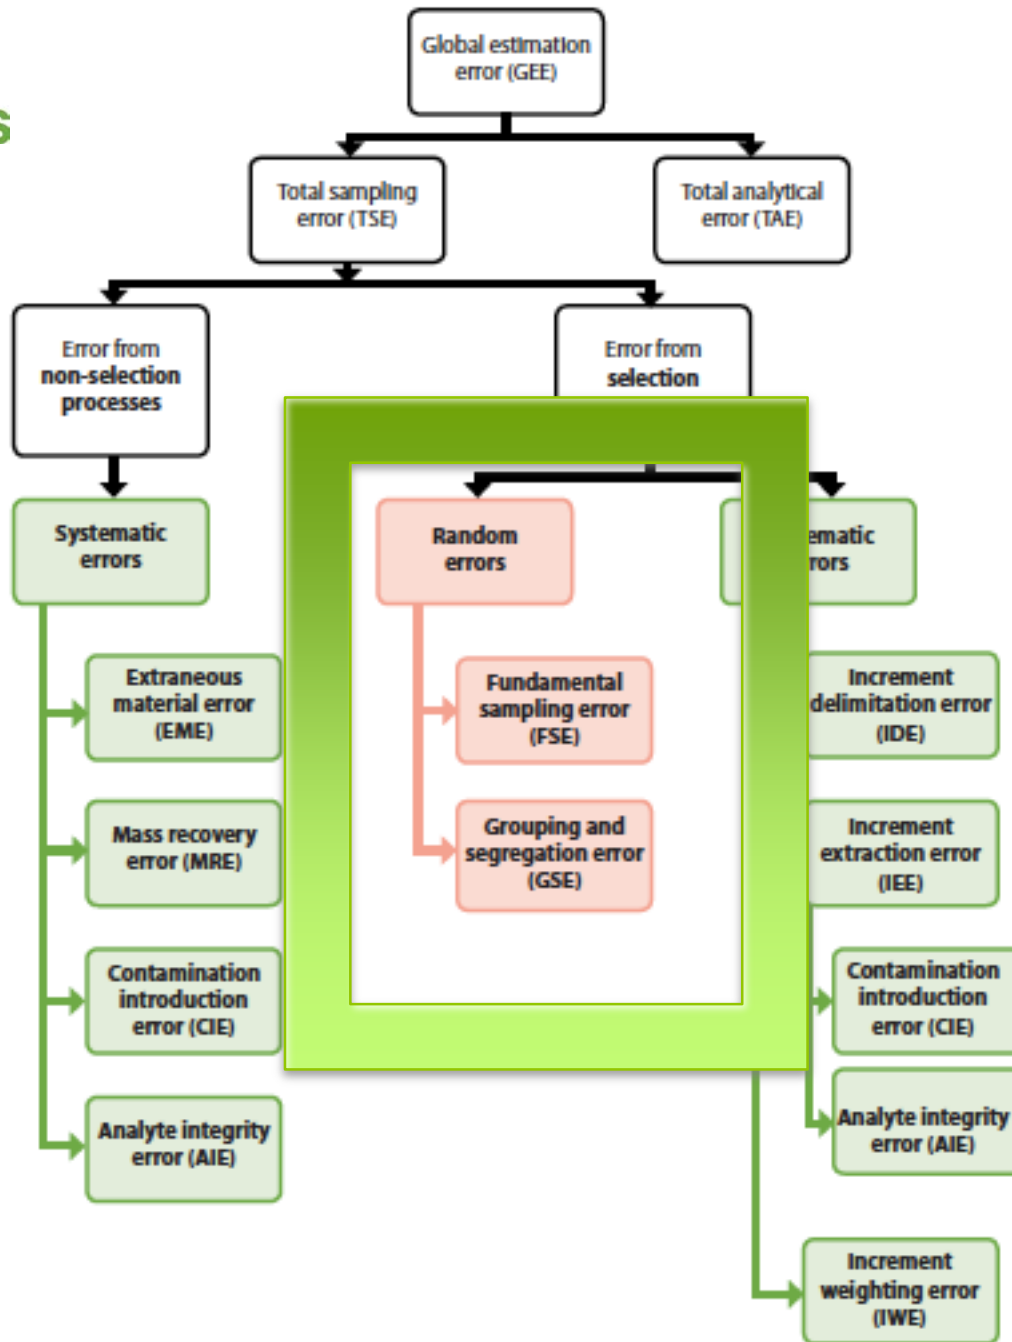 Global estimation
error (GEE)
s
Total sampling
error (TSE)
Total analytical
error (TAE)
Error from
non-selection
processes
Error from
selection
Systematic
errors
Random
errors
ematic
rors
Extraneous
material error
(EME)
Fundamental
sampling error
(FSE)
Increment
delimitation error
(IDE)
Mass recovery
error (MRE)
Grouping and
segregation error
(GSE)
Increment
extraction error
(IEE)
Contamination
introduction
error (CIE)
Contamination
introduction
error (CIE)
Analyte integrity
error (AIE)
Analyte integrity
error (AIE)
Increment
weighting error
(IWE)